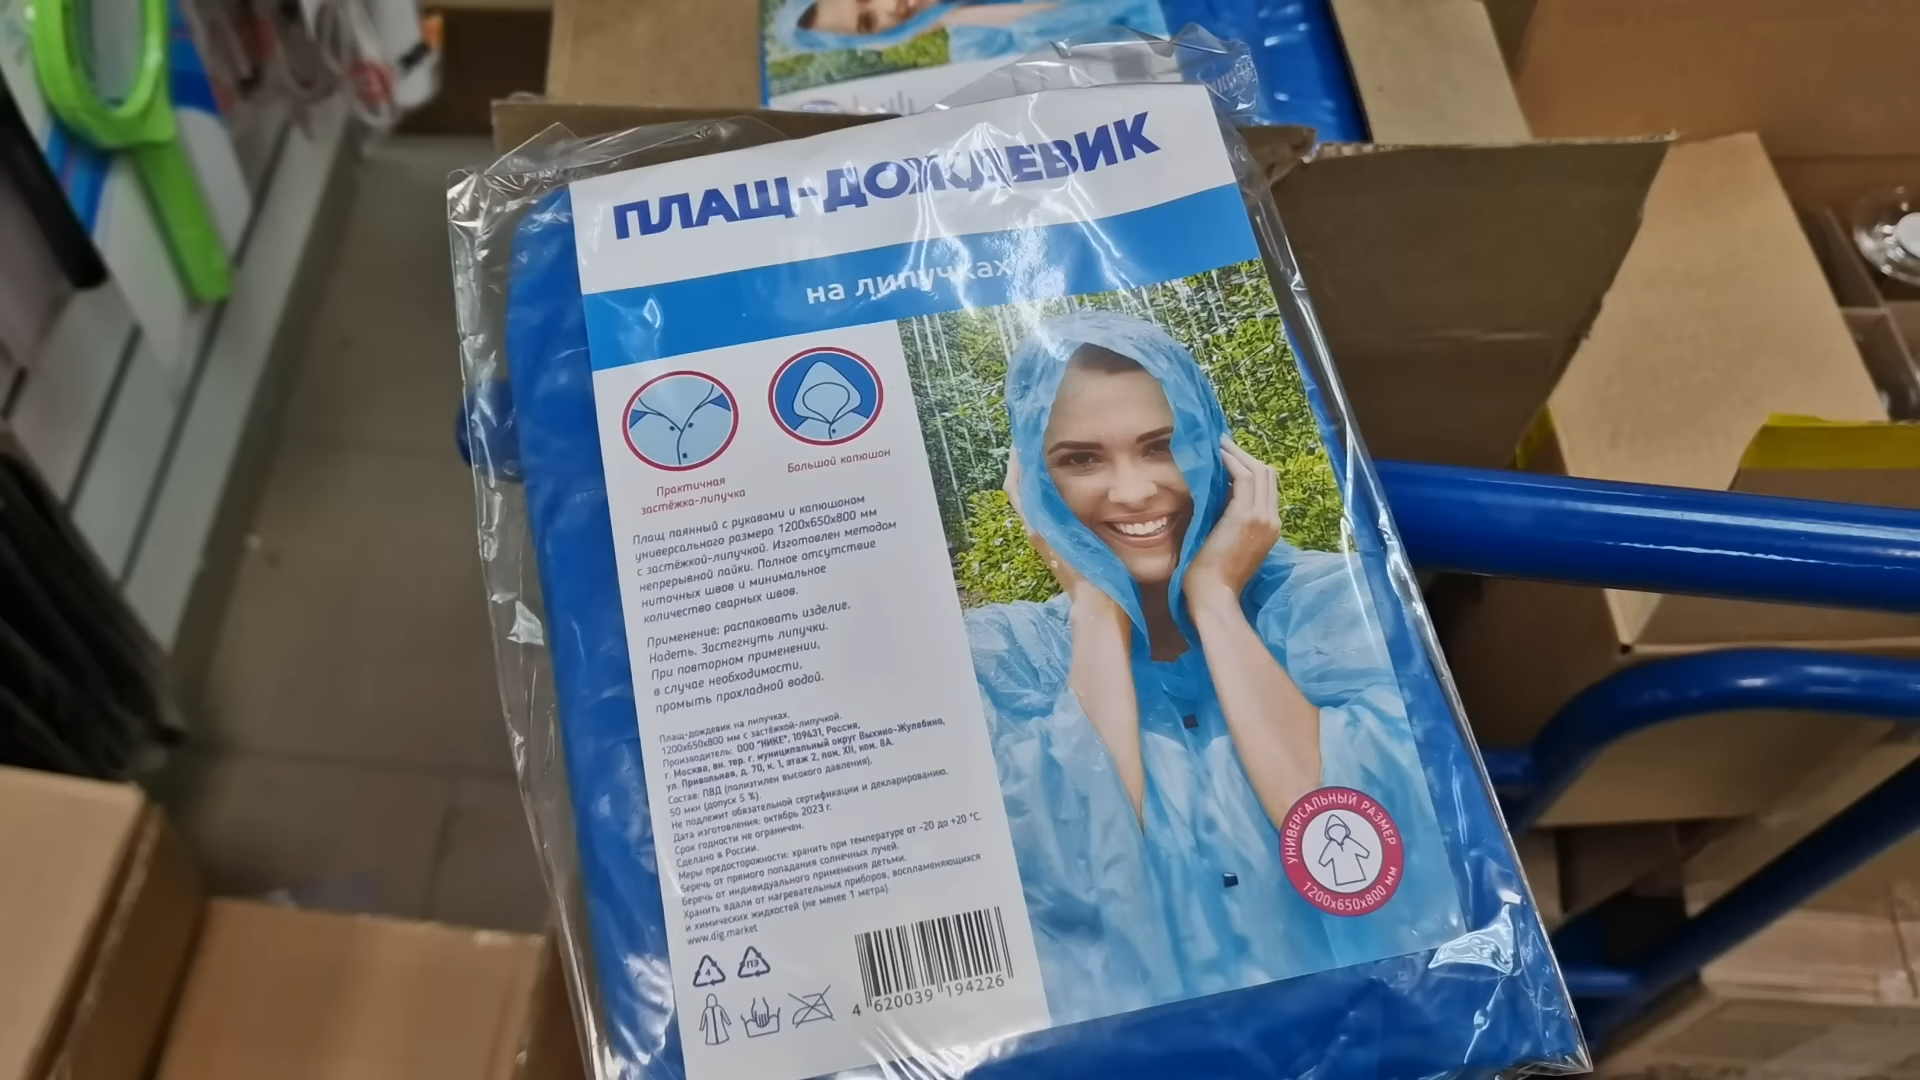 ПЛАЩ-ДОЖДЕВИК
на липучках
Практичная
застёжка-липучка
Большой капюшон
Плащ паянный с рукавами и капюшоном
универсального размера 1200х650х800 мм
с застёжкой-липучкой. Изготовлен методом
непрерывной пайки. Полное отсутствие
ниточных швов и минимальное
количество сварных швов.
Применение: распаковать изделие.
Надеть. Застегнуть липучки.
При повторном применении,
в случае необходимости,
промыть прохладной водой.
Плащ-дождевик на липучках.
1200х650х800 мм с застёжкой-липучкой.
Производитель: ООО "НИКЕ", 109431, Россия,
г. Москва, вн. тер. г. муниципальный округ Выхино-Жулебино,
ул. Привольная, д. 70, к. 1, этаж 2, пом. XII, ком. 8А.
Состав: ПВД (полиэтилен высокого давления).
50 мкн (допуск 5 %).
Не подлежит обязательной сертификации и декларированию.
Дата изготовления: октябрь 2023 г.
Срок годности не ограничен.
Сделано в России.
Меры предосторожности: хранить при температуре от -20 до +20 °С.
Беречь от прямого попадания солнечных лучей.
Беречь от индивидуального применения детьми.
Хранить вдали от нагревательных приборов, воспламеняющихся
и химических жидкостей (не менее 1 метра).
www.dig.market
4
ПЭ
4 620039 194226
УНИВЕРСАЛЬНЫЙ РАЗМЕР
1200х650х800 мм